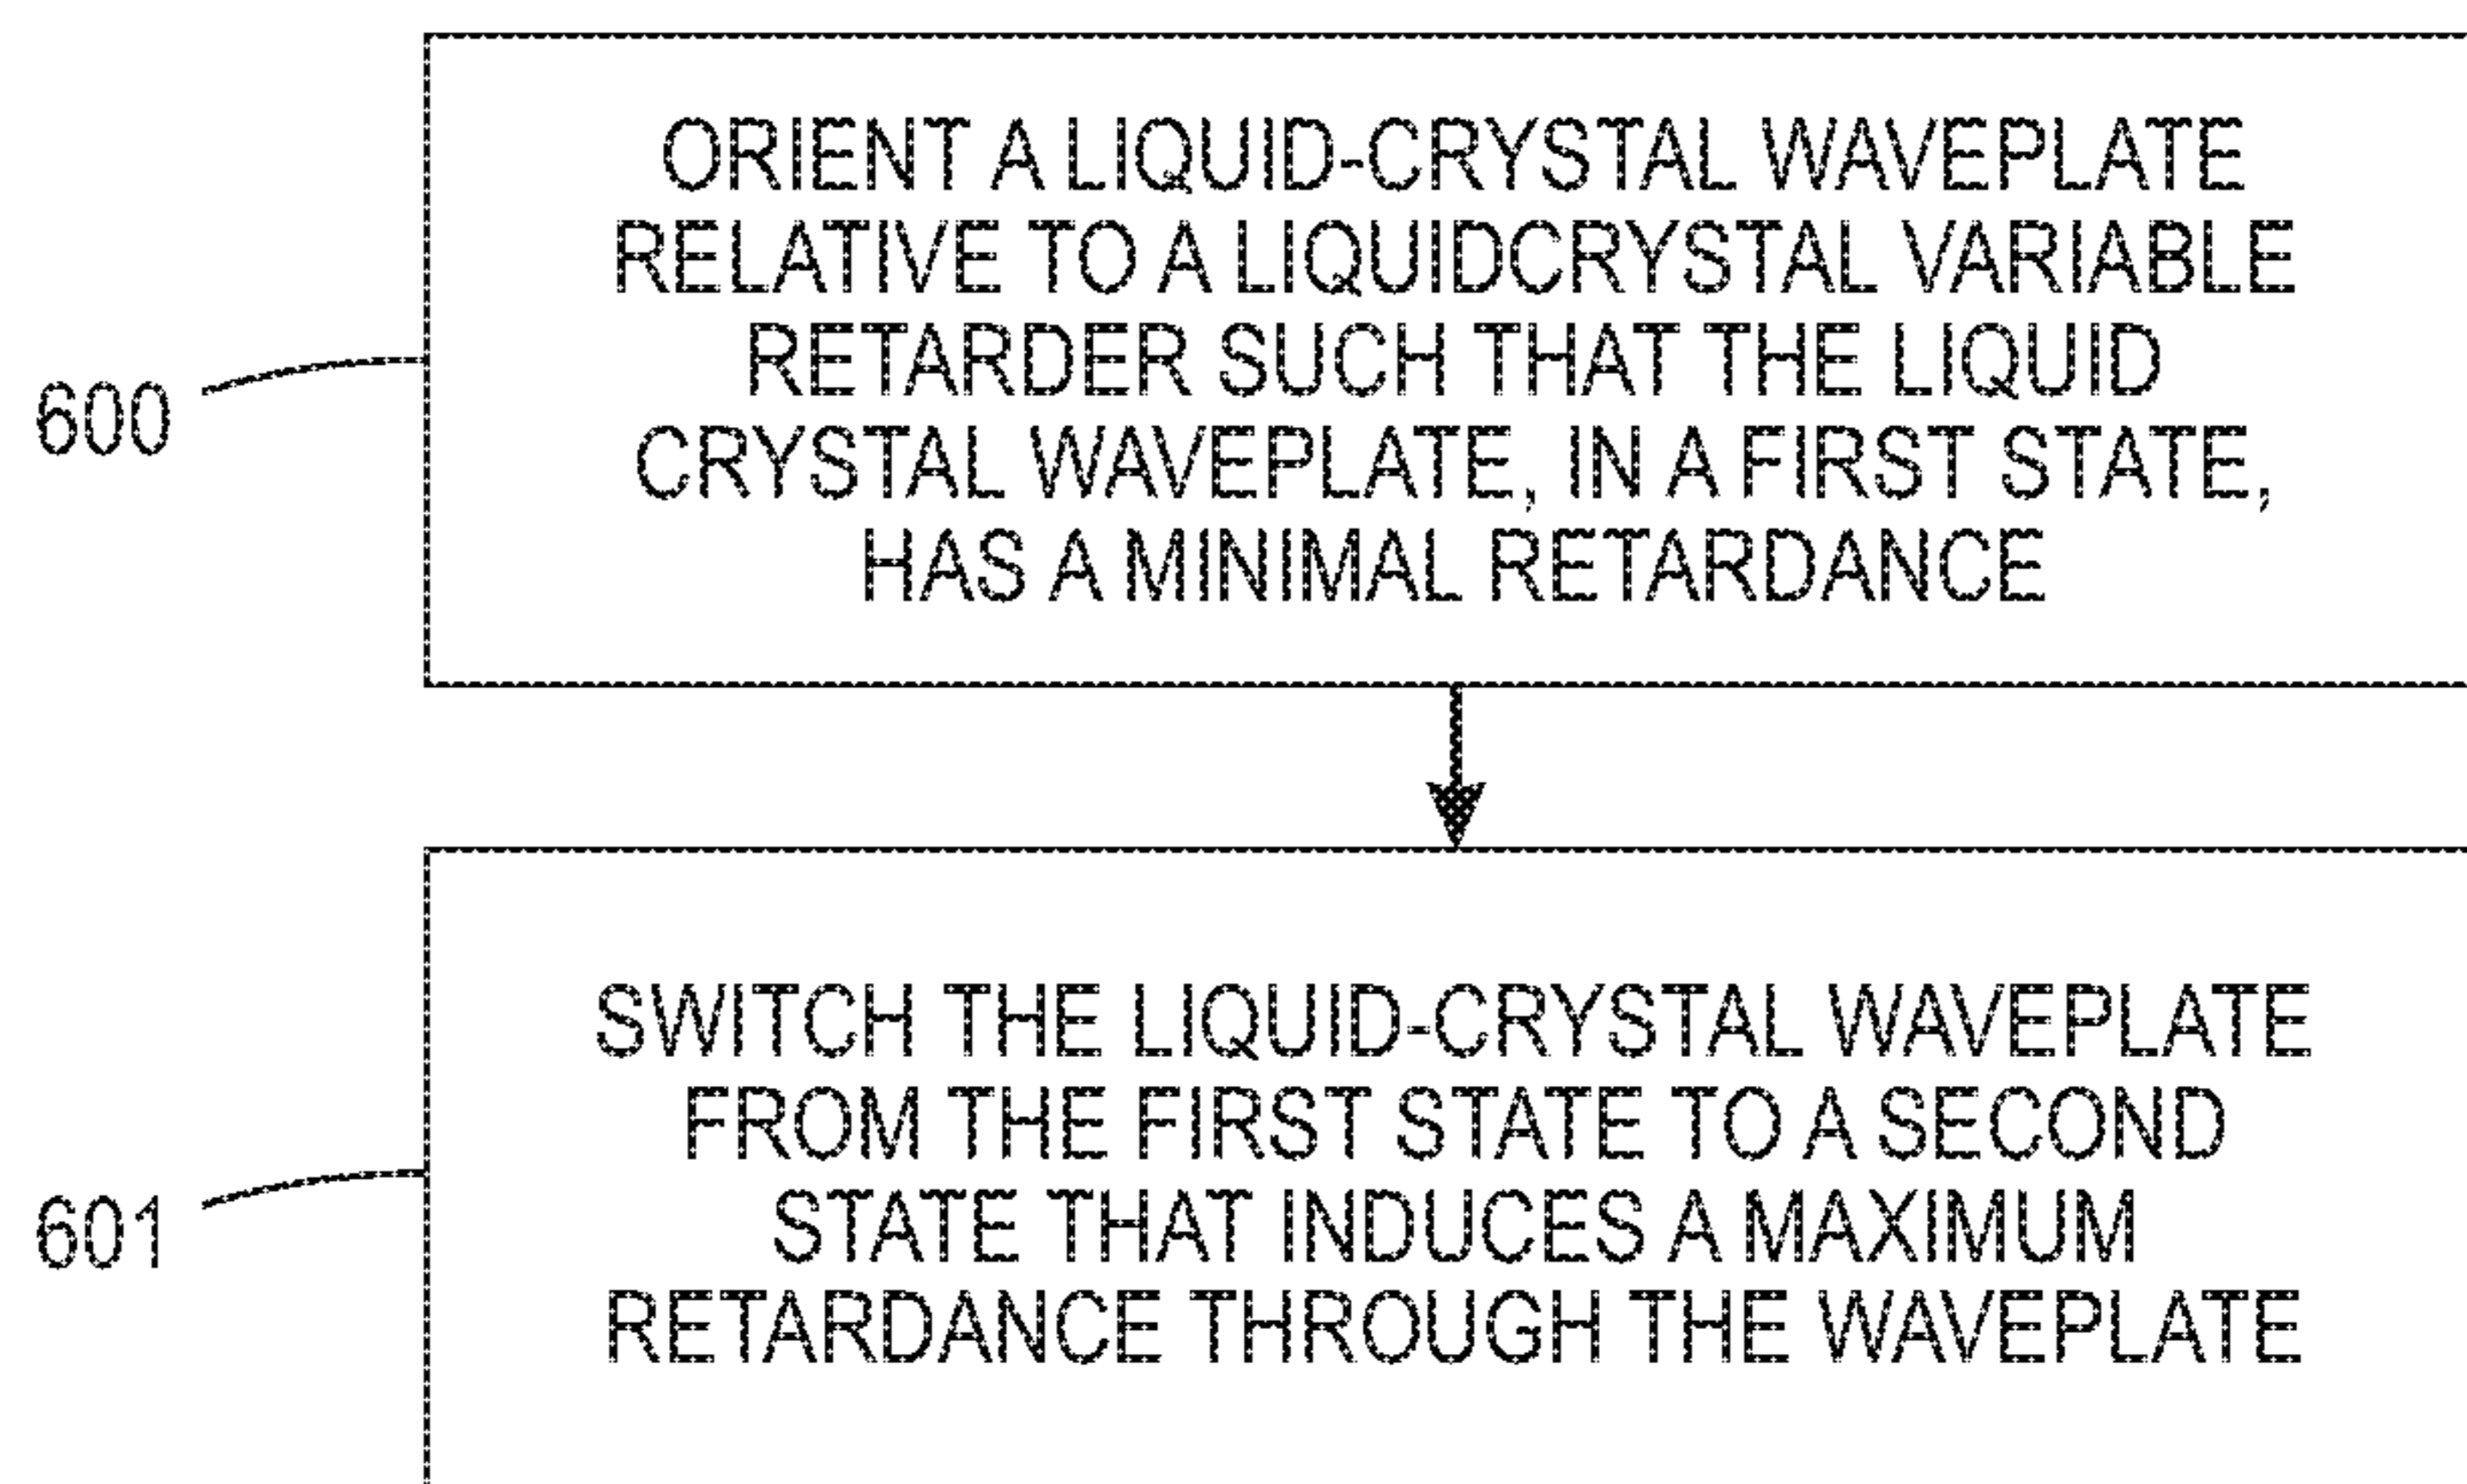 ORIENT A LIQUID-CRYSTAL WAVEPLATE
RELATIVE TO A LIQUIDCRYSTAL VARIABLE
RETARDER SUCH THAT THE LIQUID
CRYSTAL WAVEPLATE, IN A FIRST STATE,
HAS A MINIMAL RETARDANCE
600
SWITCH THE LIQUID-CRYSTAL WAVEPLATE
FROM THE FIRST STATE TO A SECOND
STATE THAT INDUCES A MAXIMUM
RETARDANCE THROUGH THE WAVEPLATE
601